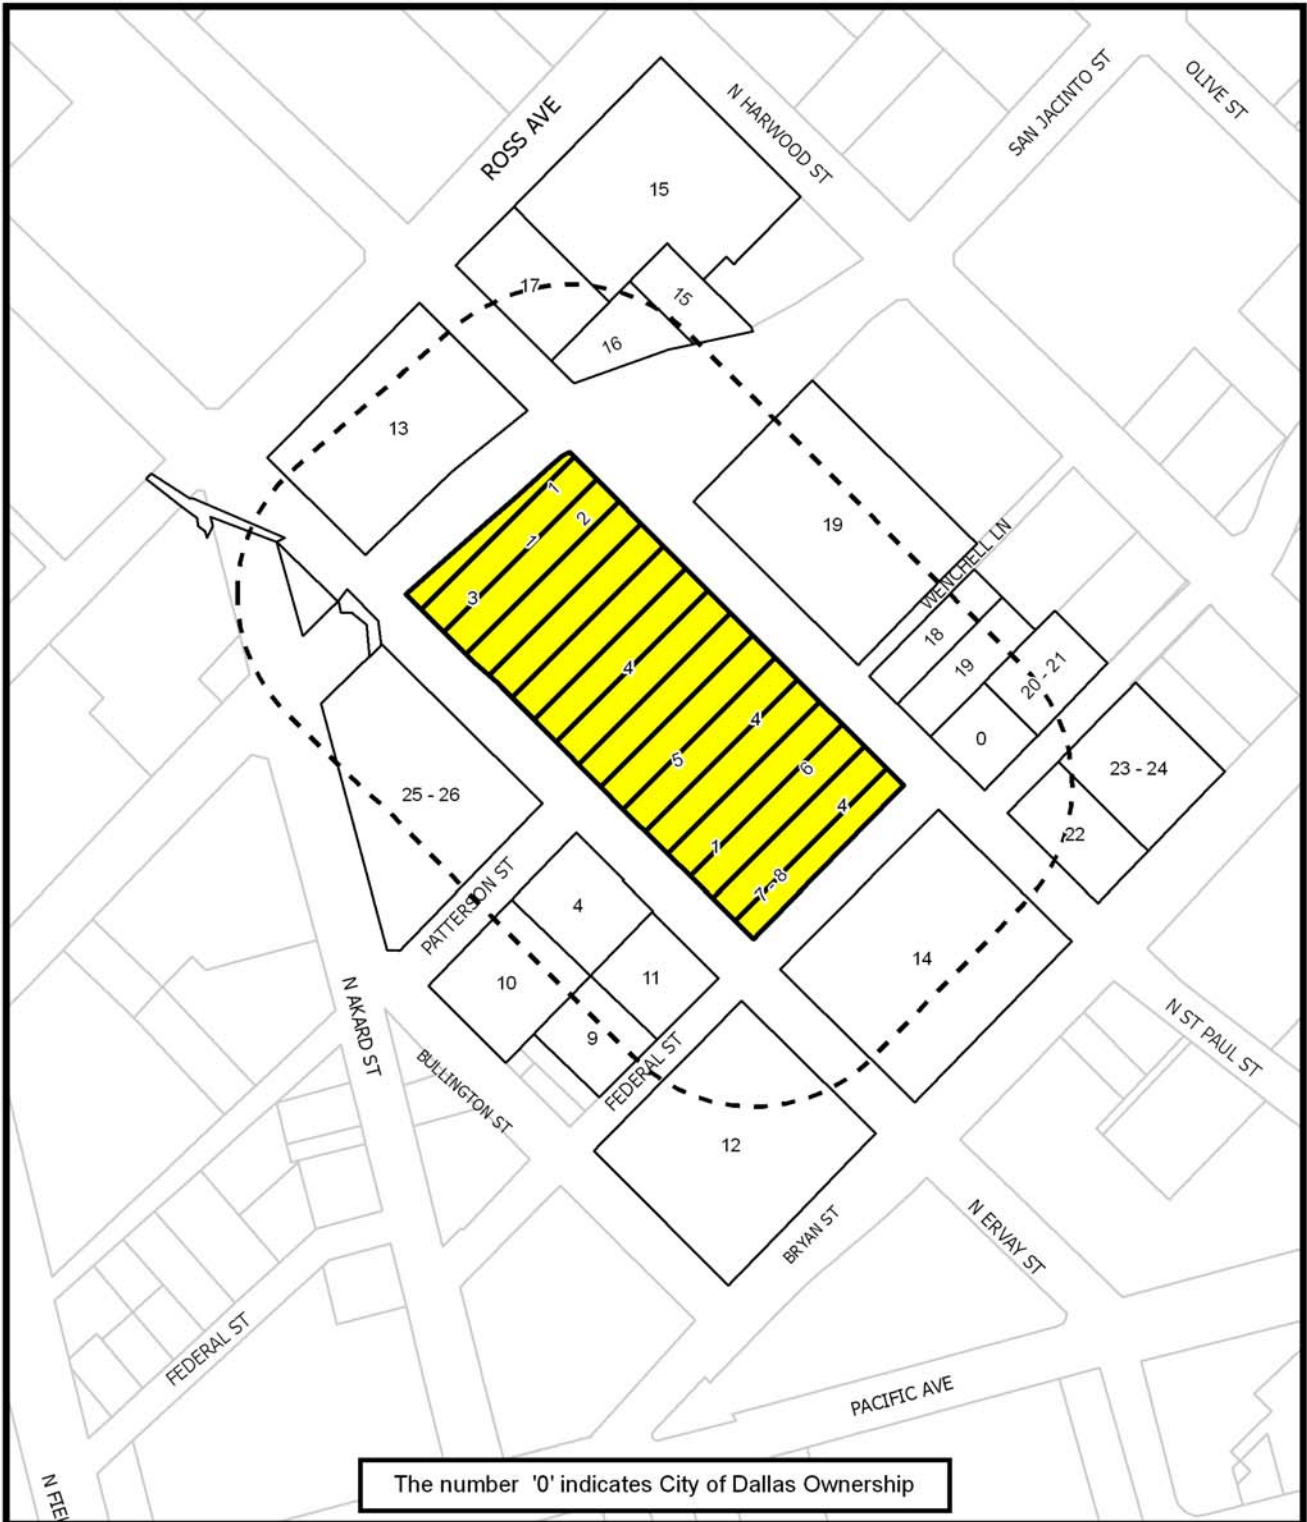 OLIVE ST
SAN JACINTO ST
N HARWOOD ST
ROSS AVE
15
17
15
16
13
19
1
2
1
3
WENCHELL LN
18
19
20 - 21
0
4
4
5
6
4
1
7 - 8
23 - 24
22
25 - 26
PATTERSON ST
4
10
11
9
14
N AKARD ST
BULLINGTON ST
FEDERAL ST
12
N ST PAUL ST
BRYAN ST
N ERVAY ST
FEDERAL ST
PACIFIC AVE
The number '0' indicates City of Dallas Ownership